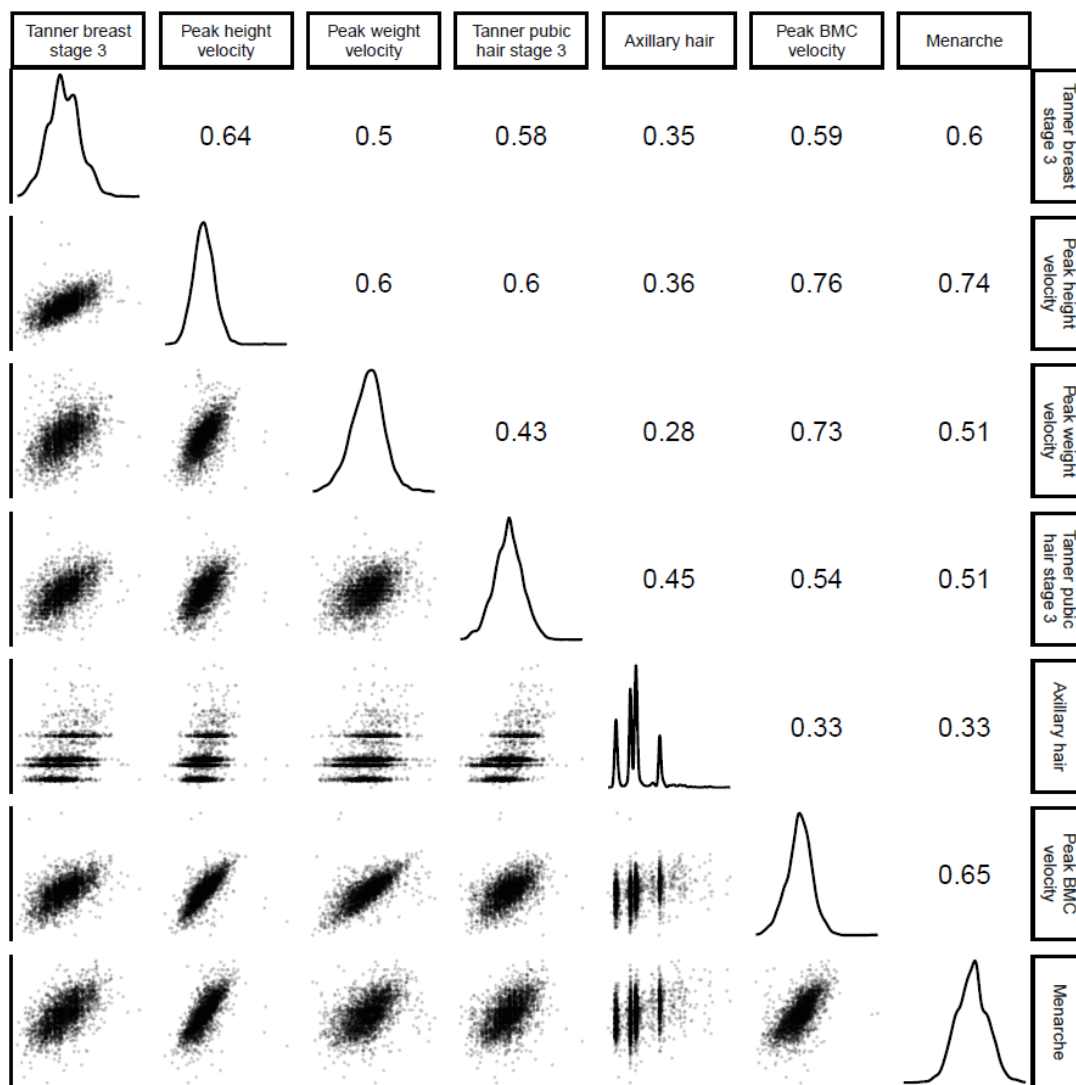 Tanner breast
stage 3
Peak height
velocity
Peak weight
velocity
Tanner pubic
hair stage 3
Axillary hair
Peak BMC
velocity
Menarche
0.64
0.5
0.58
0.35
0.59
0.6
Tanner breast
stage 3
0.6
0.6
0.36
0.76
0.74
Peak height
velocity
0.43
0.28
0.73
0.51
Peak weight
velocity
0.45
0.54
0.51
Tanner pubic
hair stage 3
0.33
0.33
Axillary hair
0.65
Peak BMC
velocity
Menarche